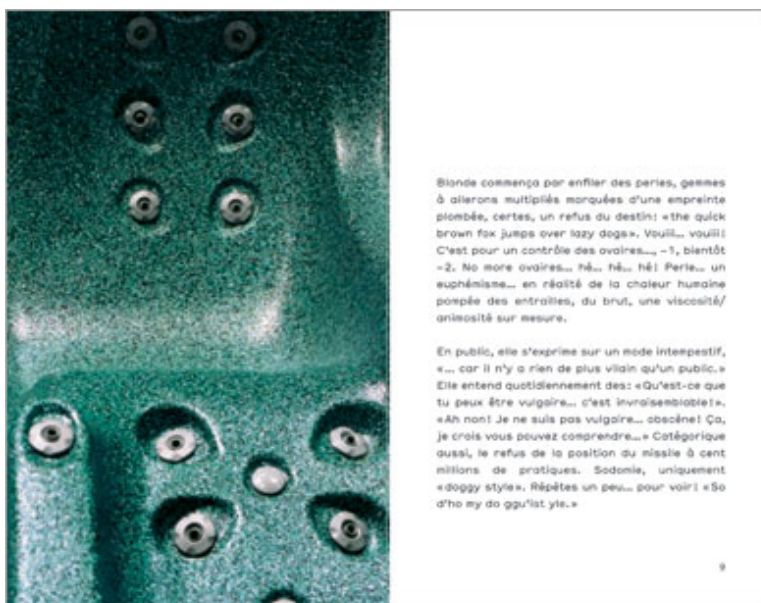 Blonde commença par enfiler des perles, gemmes
à ailerons multipliés marquées d'une empreinte
plombée, certes, un refus du destin: «the quick
brown fox jumps over lazy dogs». Vouiii... vouiii!
C'est pour un contrôle des ovaires..., –1, bientôt
–2. No more ovaires... hé... hé... hé! Perle... un
euphémisme... en réalité de la chaleur humaine
pompée des entrailles, du brut, une viscosité/
animosité sur mesure.
En public, elle s'exprime sur un mode intempestif,
«... car il n'y a rien de plus vilain qu'un public.»
Elle entend quotidiennement des: «Qu'est-ce que
tu peux être vulgaire... c'est invraisemblable!».
«Ah non! Je ne suis pas vulgaire... obscène! Ça,
je crois vous pouvez comprendre...» Catégorique
aussi, le refus de la position du missile à cent
millions de pratiques. Sodomie, uniquement
«doggy style». Répètes un peu... pour voir! «So
d'ho my do ggu'ist yle.»
9